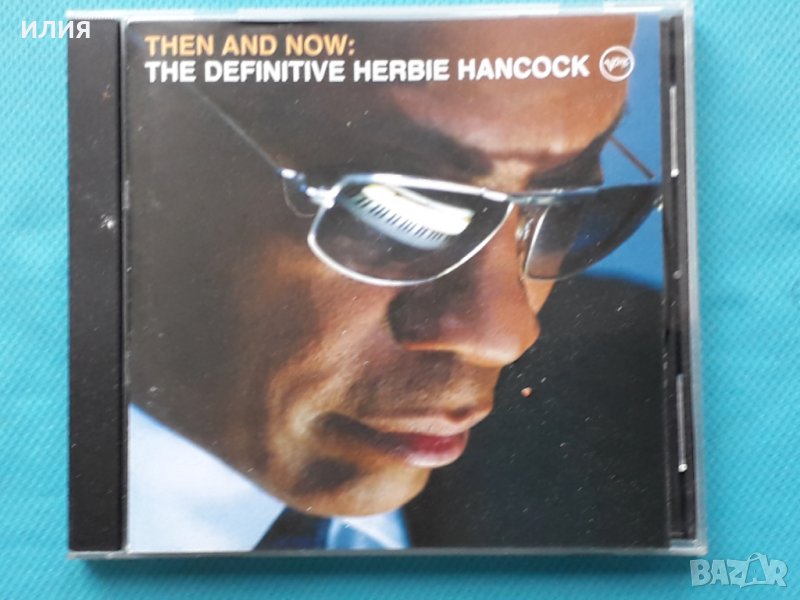 илия
THEN AND NOW:
THE DEFINITIVE HERBIE HANCOCK
Verve
BAZAR